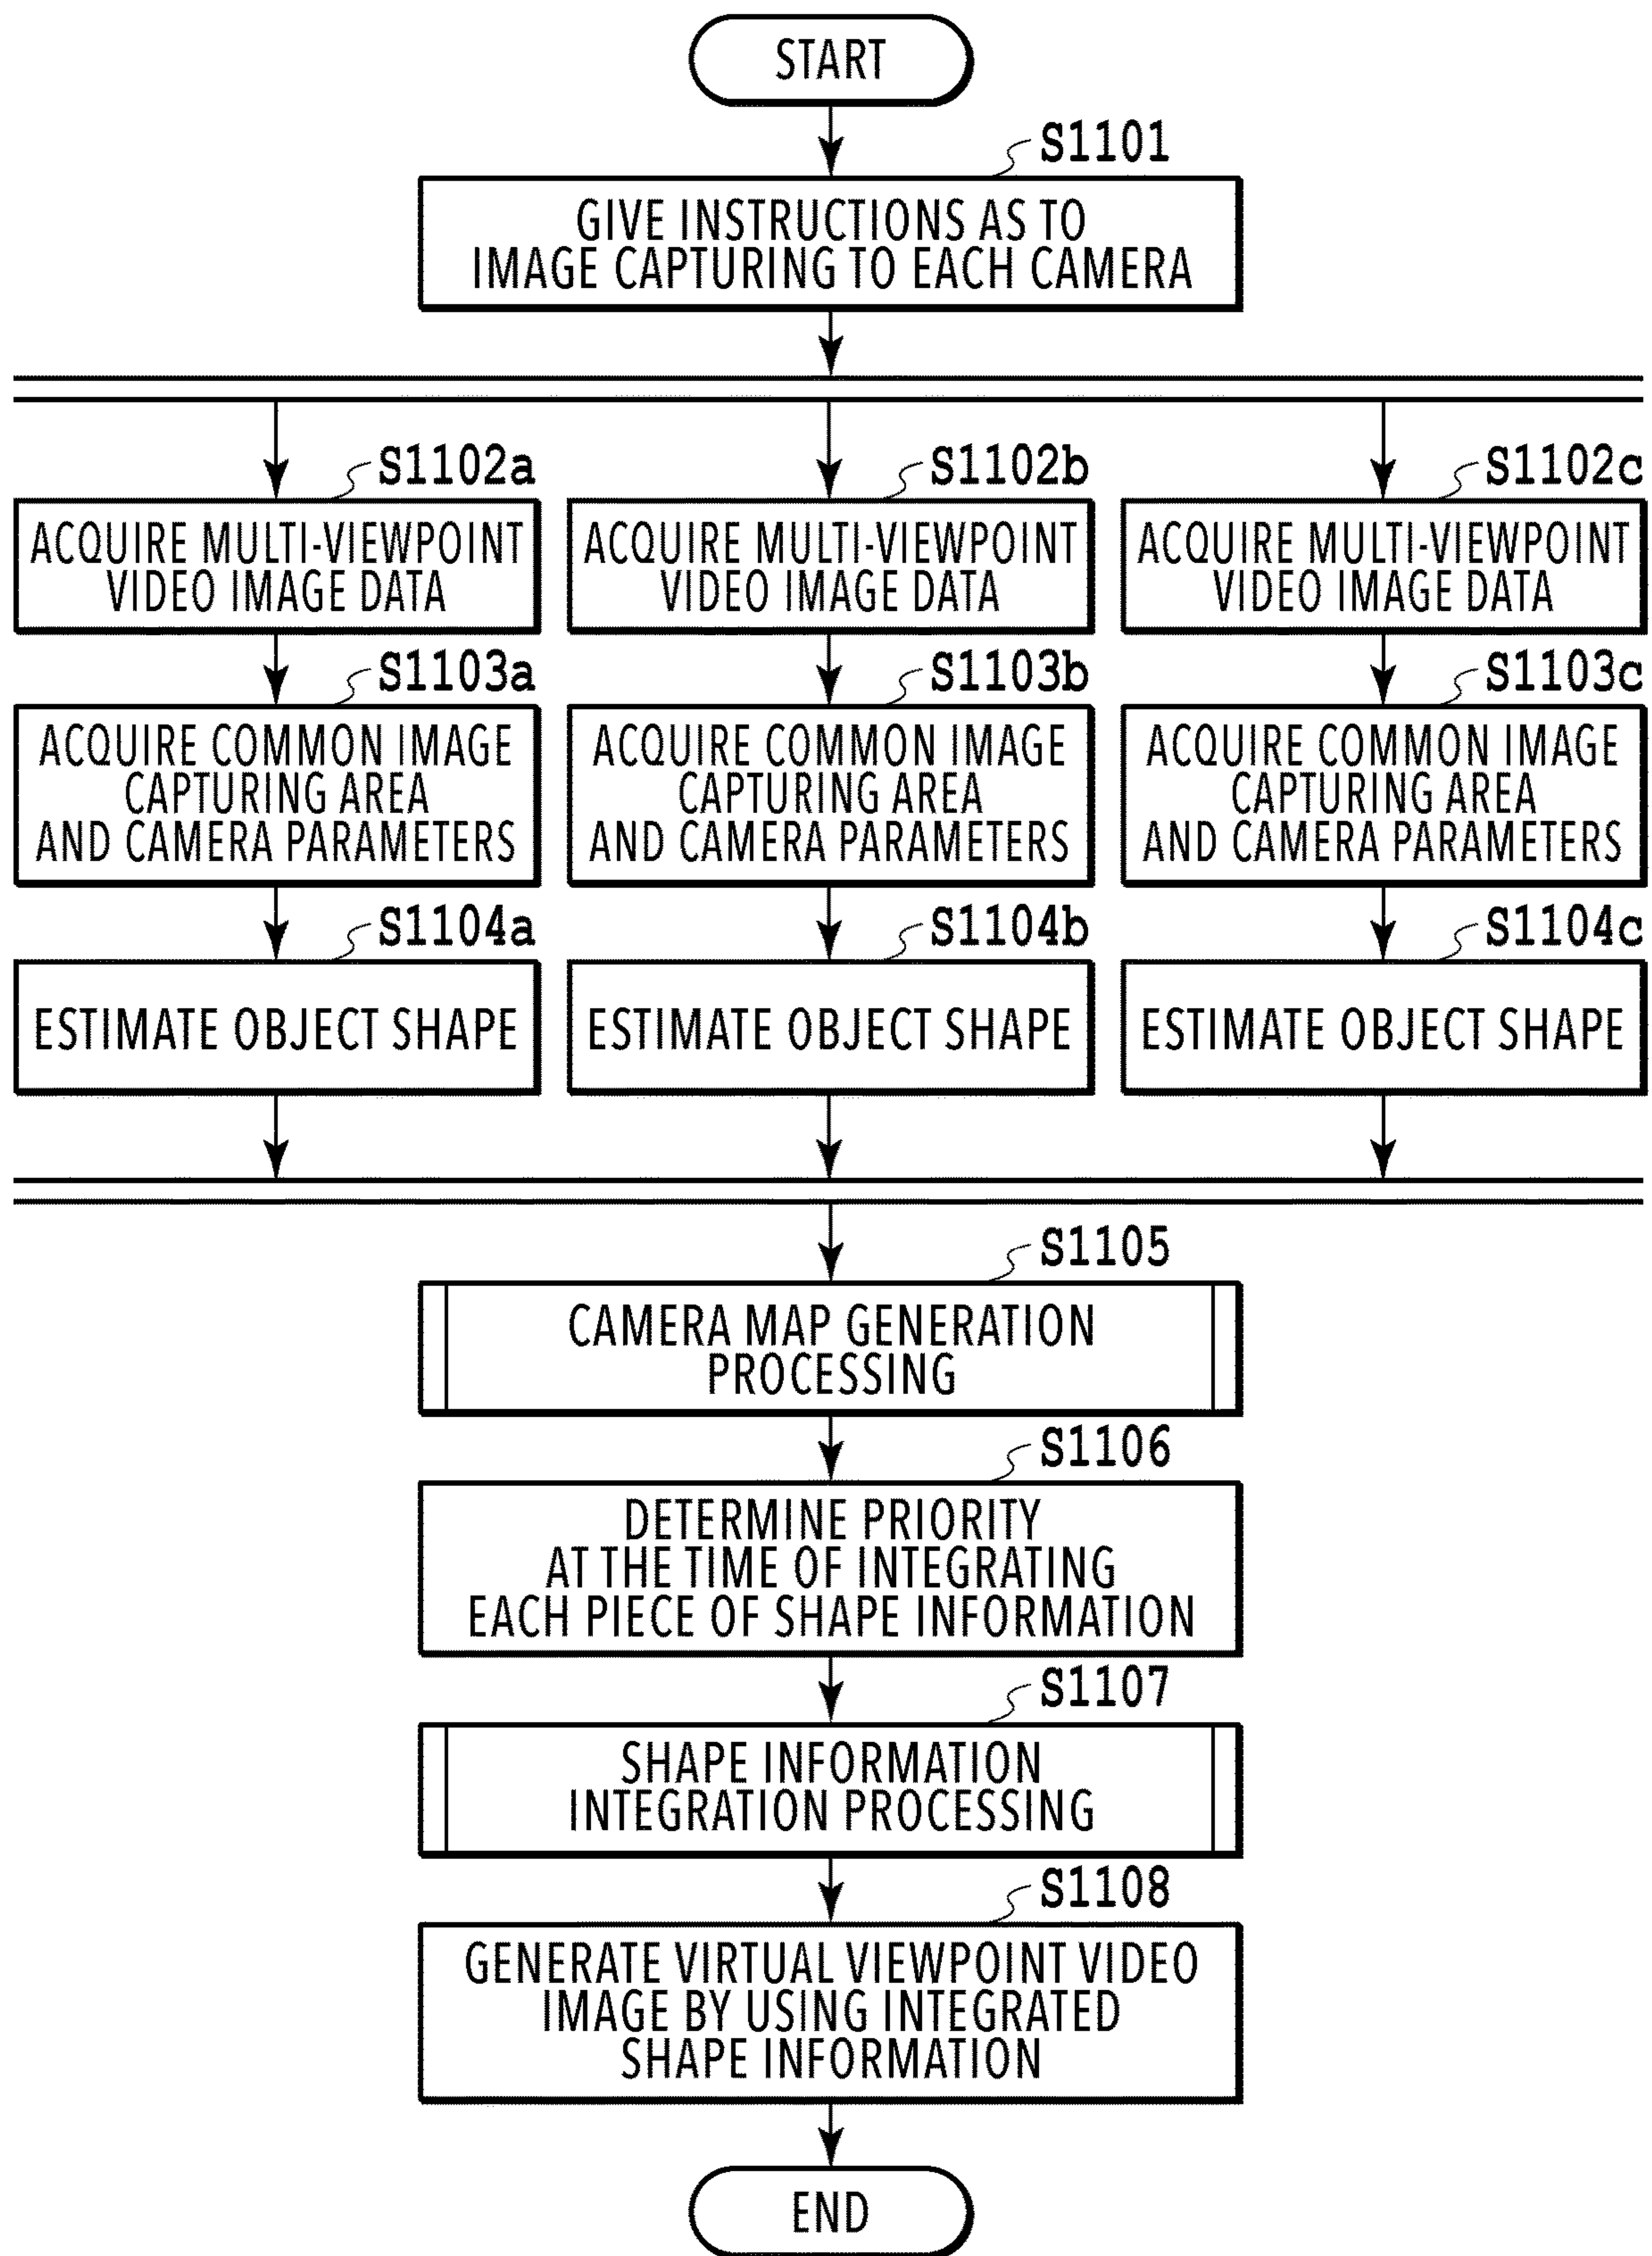 START
S1101
GIVE INSTRUCTIONS AS TO
IMAGE CAPTURING TO EACH CAMERA
S1102a
ACQUIRE MULTI-VIEWPOINT
VIDEO IMAGE DATA
S1103a
ACQUIRE COMMON IMAGE
CAPTURING AREA
AND CAMERA PARAMETERS
S1104a
ESTIMATE OBJECT SHAPE
S1102b
ACQUIRE MULTI-VIEWPOINT
VIDEO IMAGE DATA
S1103b
ACQUIRE COMMON IMAGE
CAPTURING AREA
AND CAMERA PARAMETERS
S1104b
ESTIMATE OBJECT SHAPE
S1102c
ACQUIRE MULTI-VIEWPOINT
VIDEO IMAGE DATA
S1103c
ACQUIRE COMMON IMAGE
CAPTURING AREA
AND CAMERA PARAMETERS
S1104c
ESTIMATE OBJECT SHAPE
S1105
CAMERA MAP GENERATION
PROCESSING
S1106
DETERMINE PRIORITY
AT THE TIME OF INTEGRATING
EACH PIECE OF SHAPE INFORMATION
S1107
SHAPE INFORMATION
INTEGRATION PROCESSING
S1108
GENERATE VIRTUAL VIEWPOINT VIDEO
IMAGE BY USING INTEGRATED
SHAPE INFORMATION
END